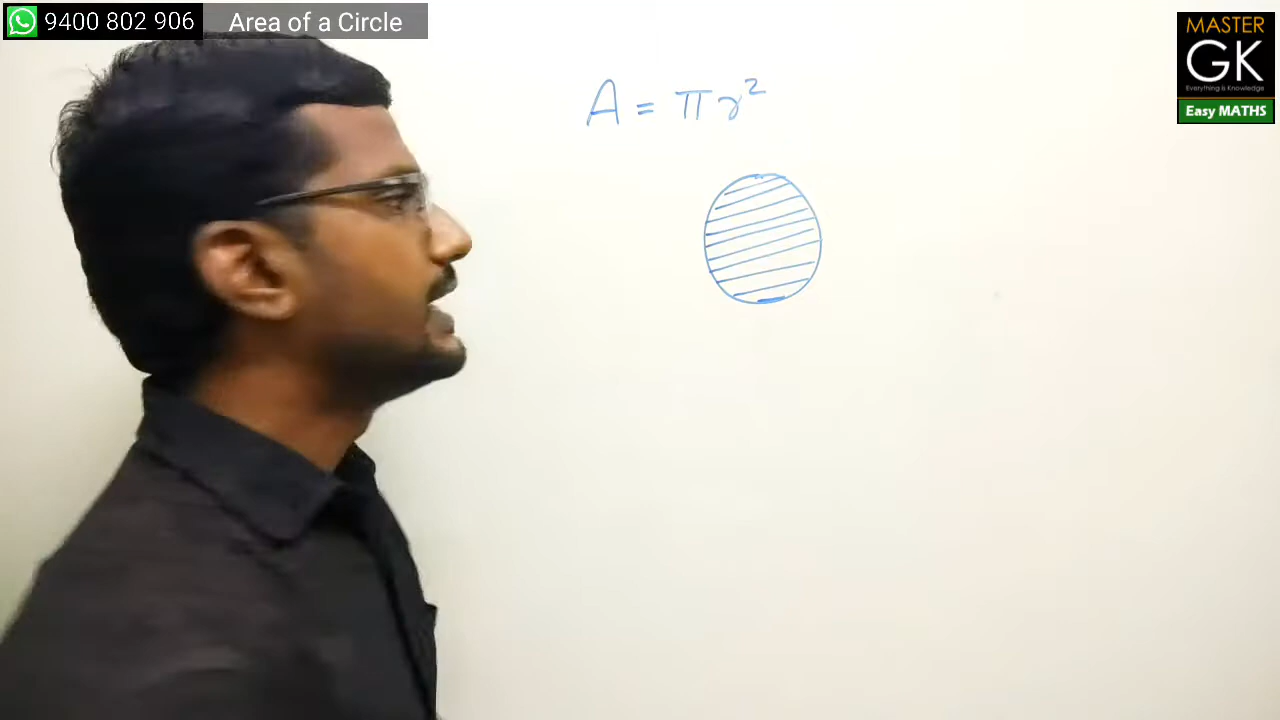 9400 802 906
Area of a Circle
MASTER
GK
Everything is Knowledge
Easy MATHS
A = πr²